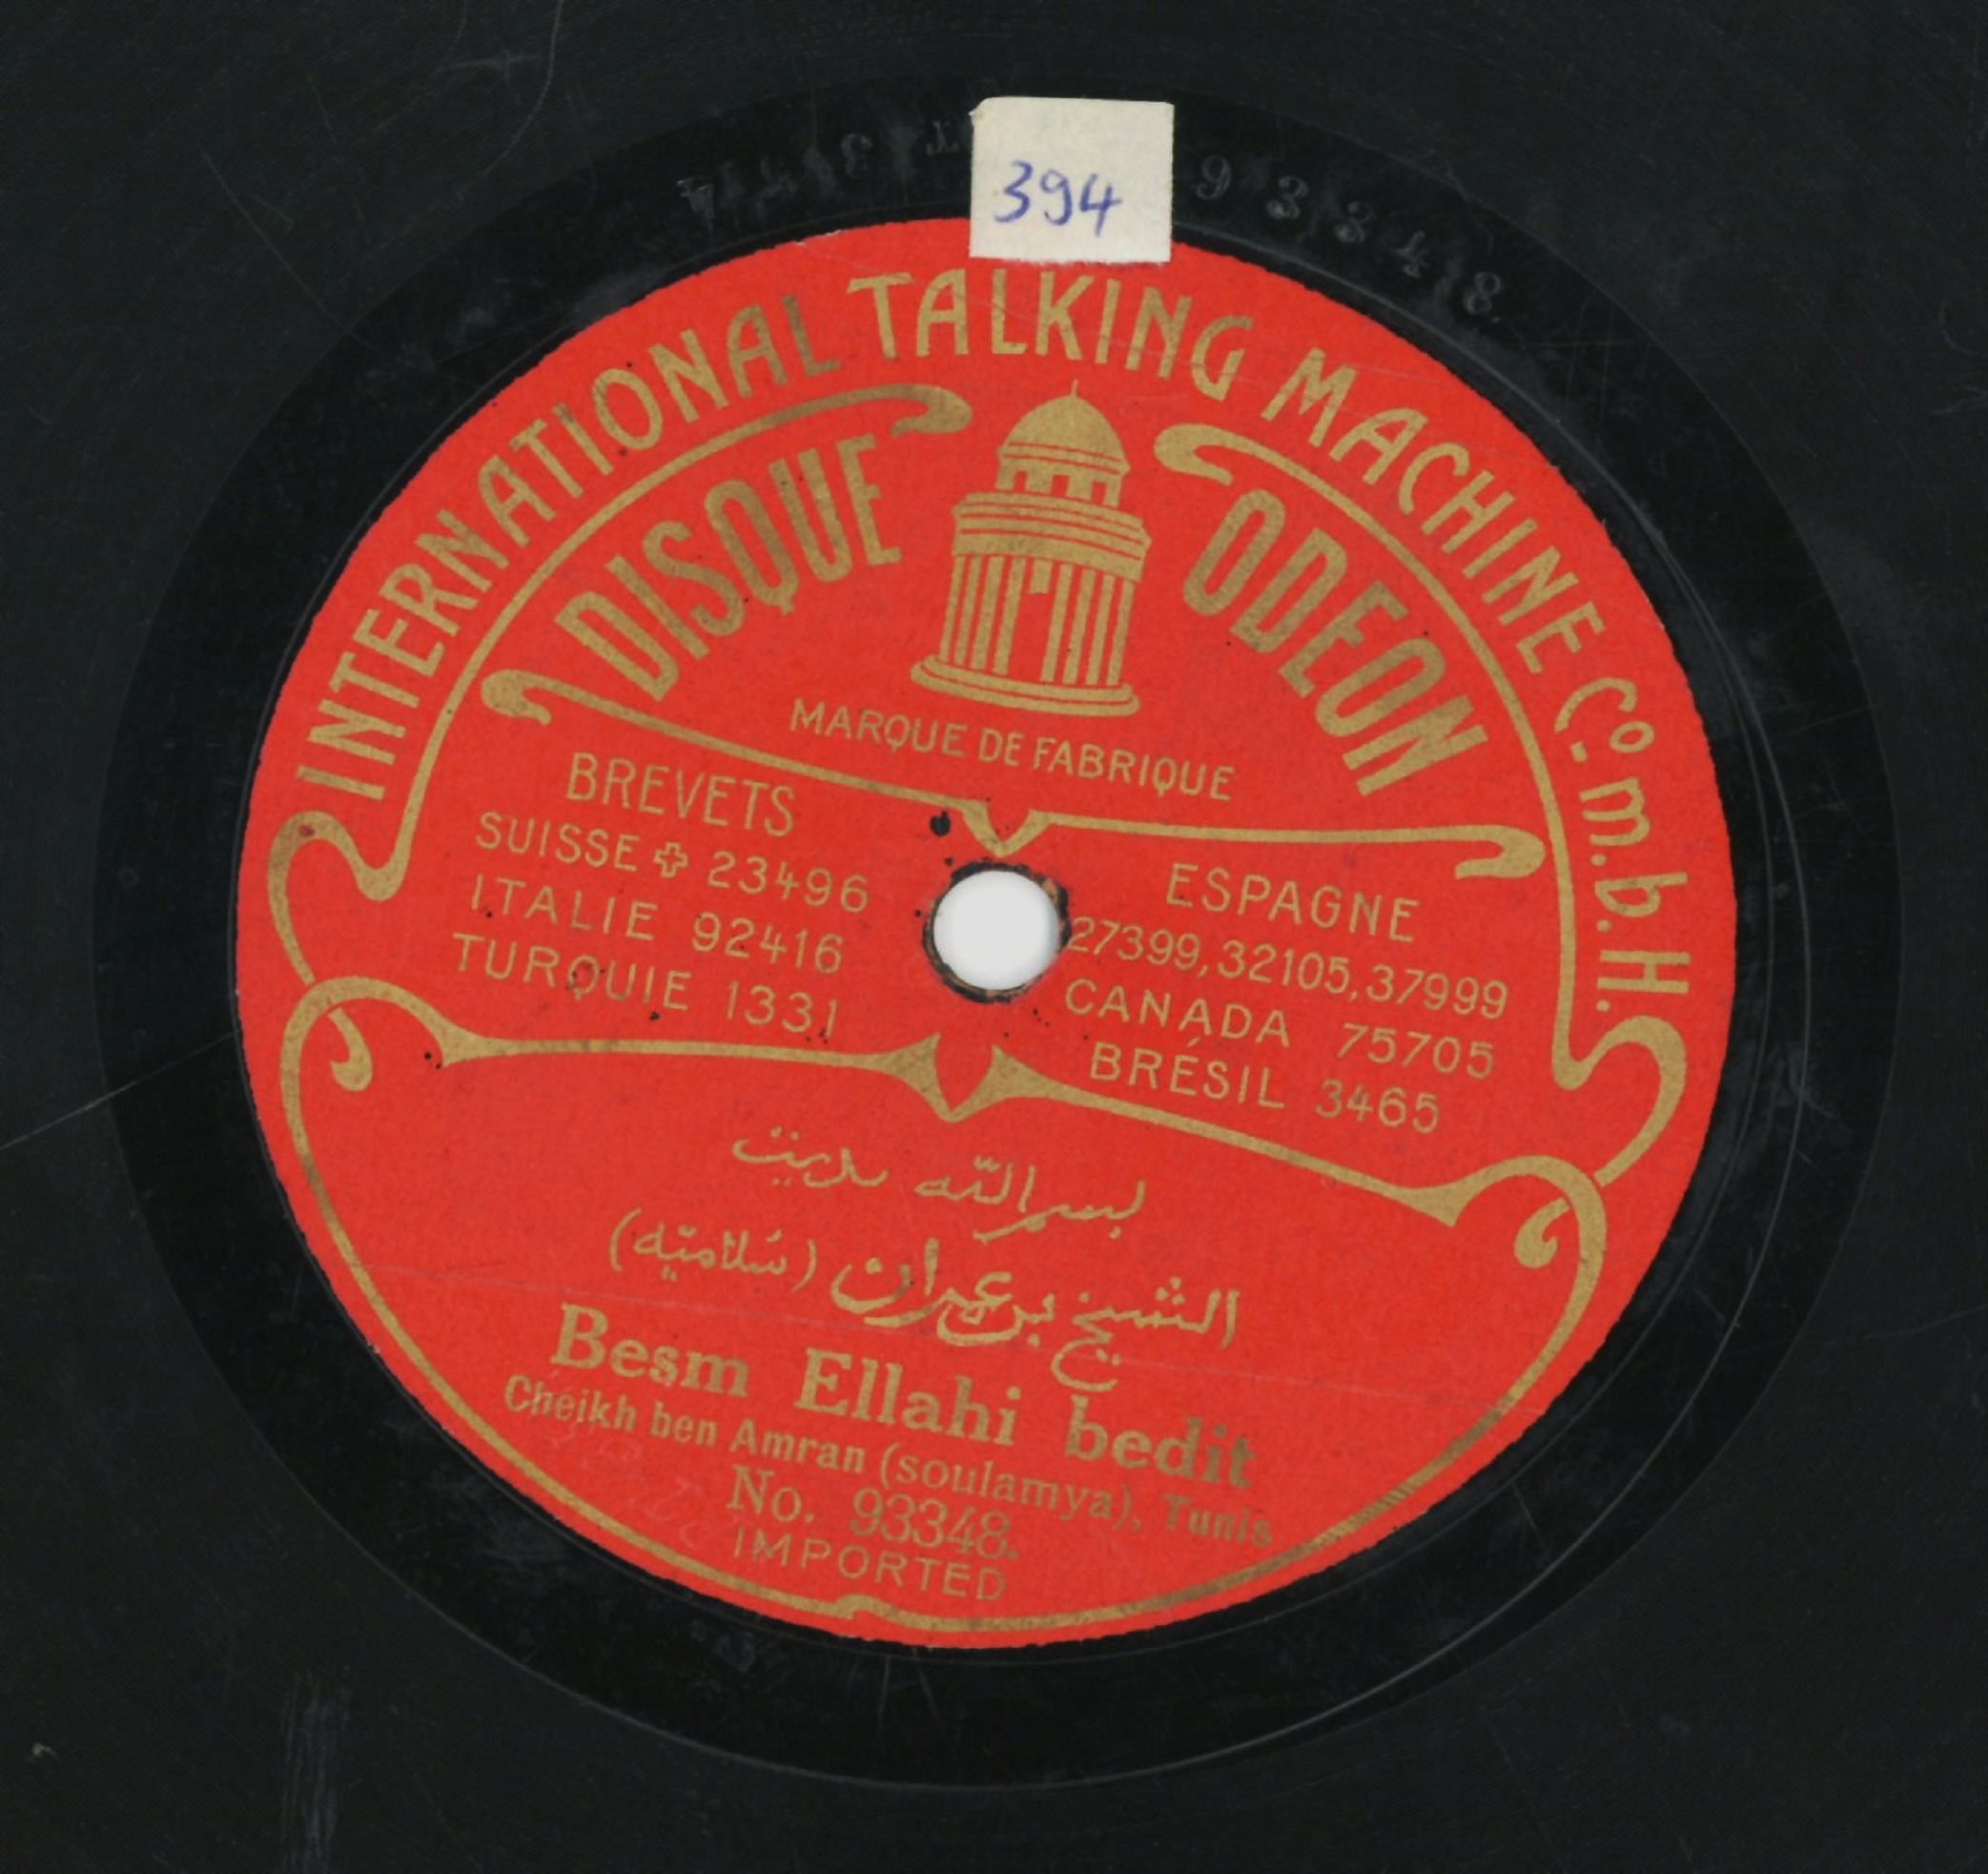 394
93348
INTERNATIONAL TALKING MACHINE Co. m.b.H.
DISQUE ODEON
MARQUE DE FABRIQUE
BREVETS
SUISSE ✚ 23496
ITALIE 92416
TURQUIE 1331
ESPAGNE
27399,32105,37999
CANADA 75705
BRÉSIL 3465
بسم الله بديت
الشيخ بن عمران (سلاميه)
Besm Ellahi bedit
Cheikh ben Amran (soulamya), Tunis
No. 93348.
IMPORTED